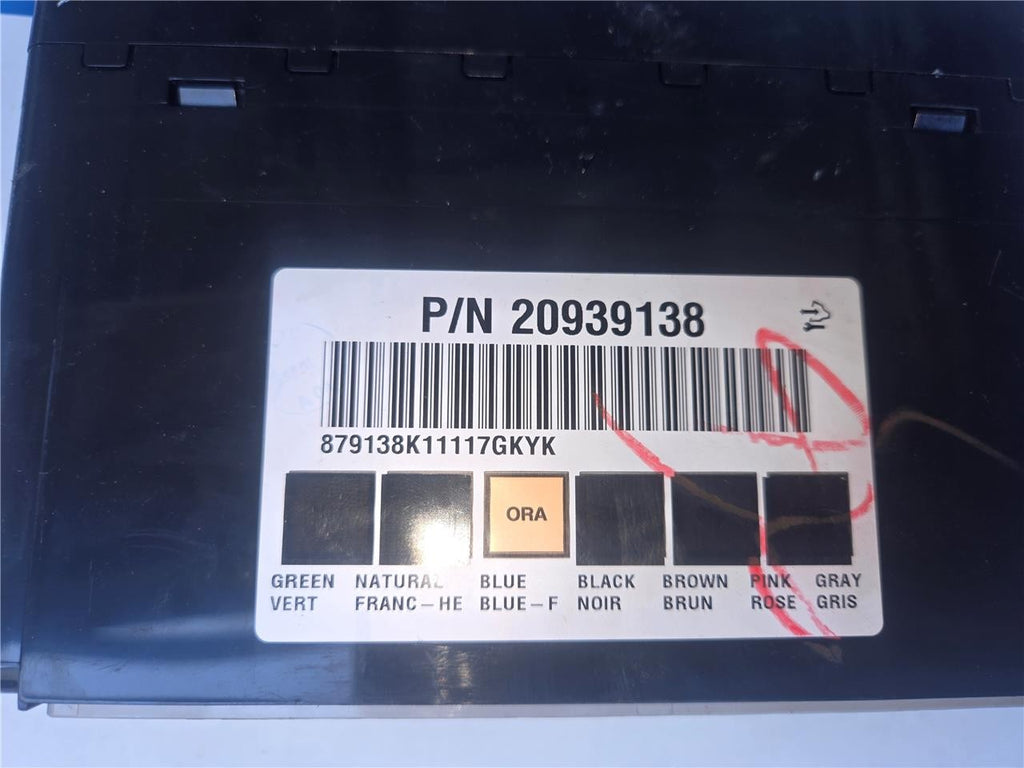 P/N 20939138
879138K11117GKYK
ORA
GREEN NATURAL BLUE BLACK BROWN PINK GRAY
VERT FRANC-HE BLUE-F NOIR BRUN ROSE GRIS